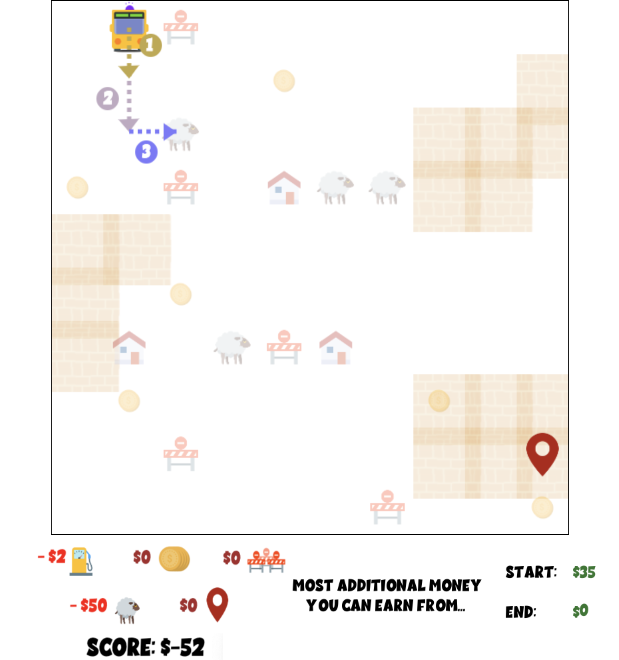 1
2
3
- $2
$0
$0
- $50
$0
SCORE: $-52
MOST ADDITIONAL MONEY
YOU CAN EARN FROM...
START: $35
END: $0